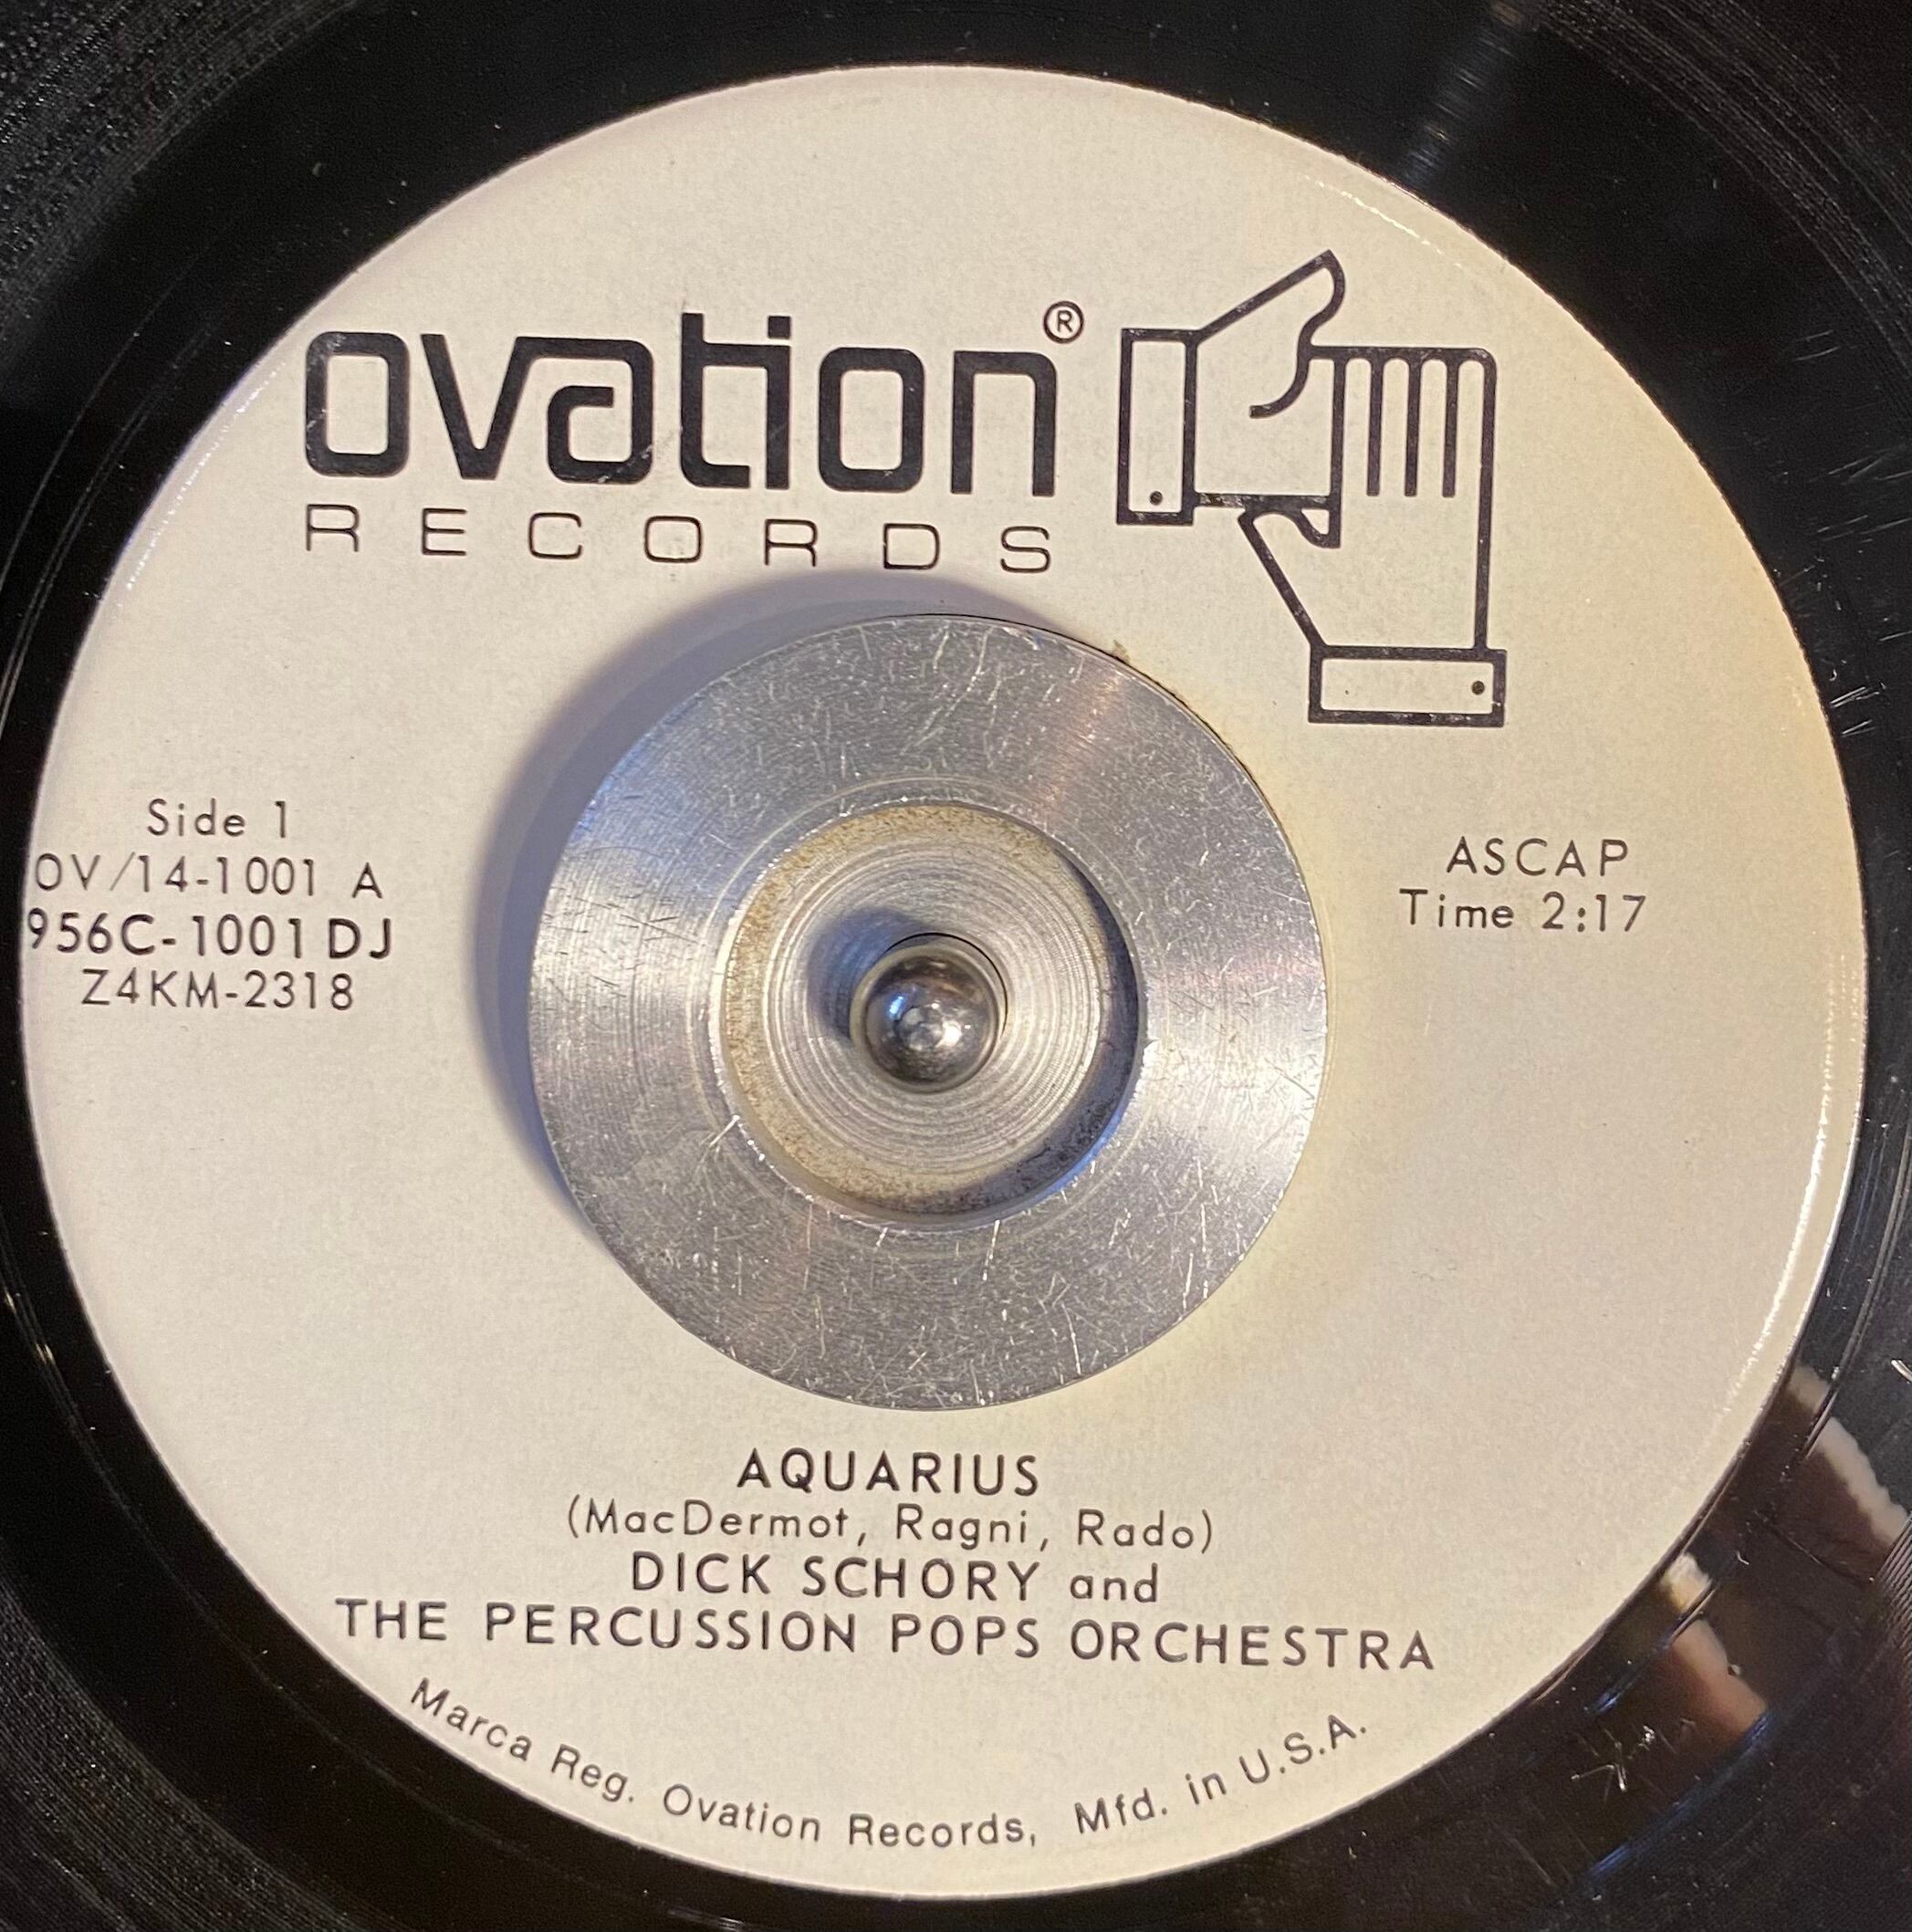 ovation®
RECORDS
Side 1
OV/14-1001 A
956C-1001 DJ
Z4KM-2318
ASCAP
Time 2:17
AQUARIUS
(MacDermot, Ragni, Rado)
DICK SCHORY and
THE PERCUSSION POPS ORCHESTRA
Marca Reg. Ovation Records, Mfd. in U.S.A.